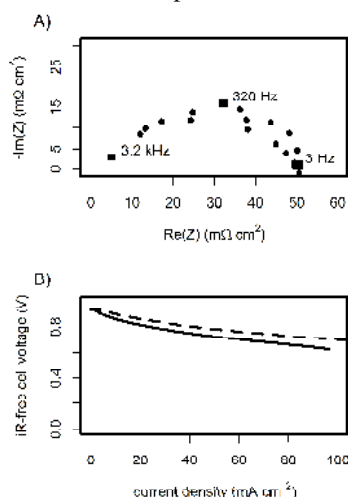 A)
-Im(Z) (mΩ cm²)
0 5 15 25
320 Hz
3.2 kHz
3 Hz
0 10 20 30 40 50 60
Re(Z) (mΩ cm²)
B)
iR-free cell voltage (V)
0.0 0.4 0.8
0 20 40 60 80 100
current density (mA cm⁻²)